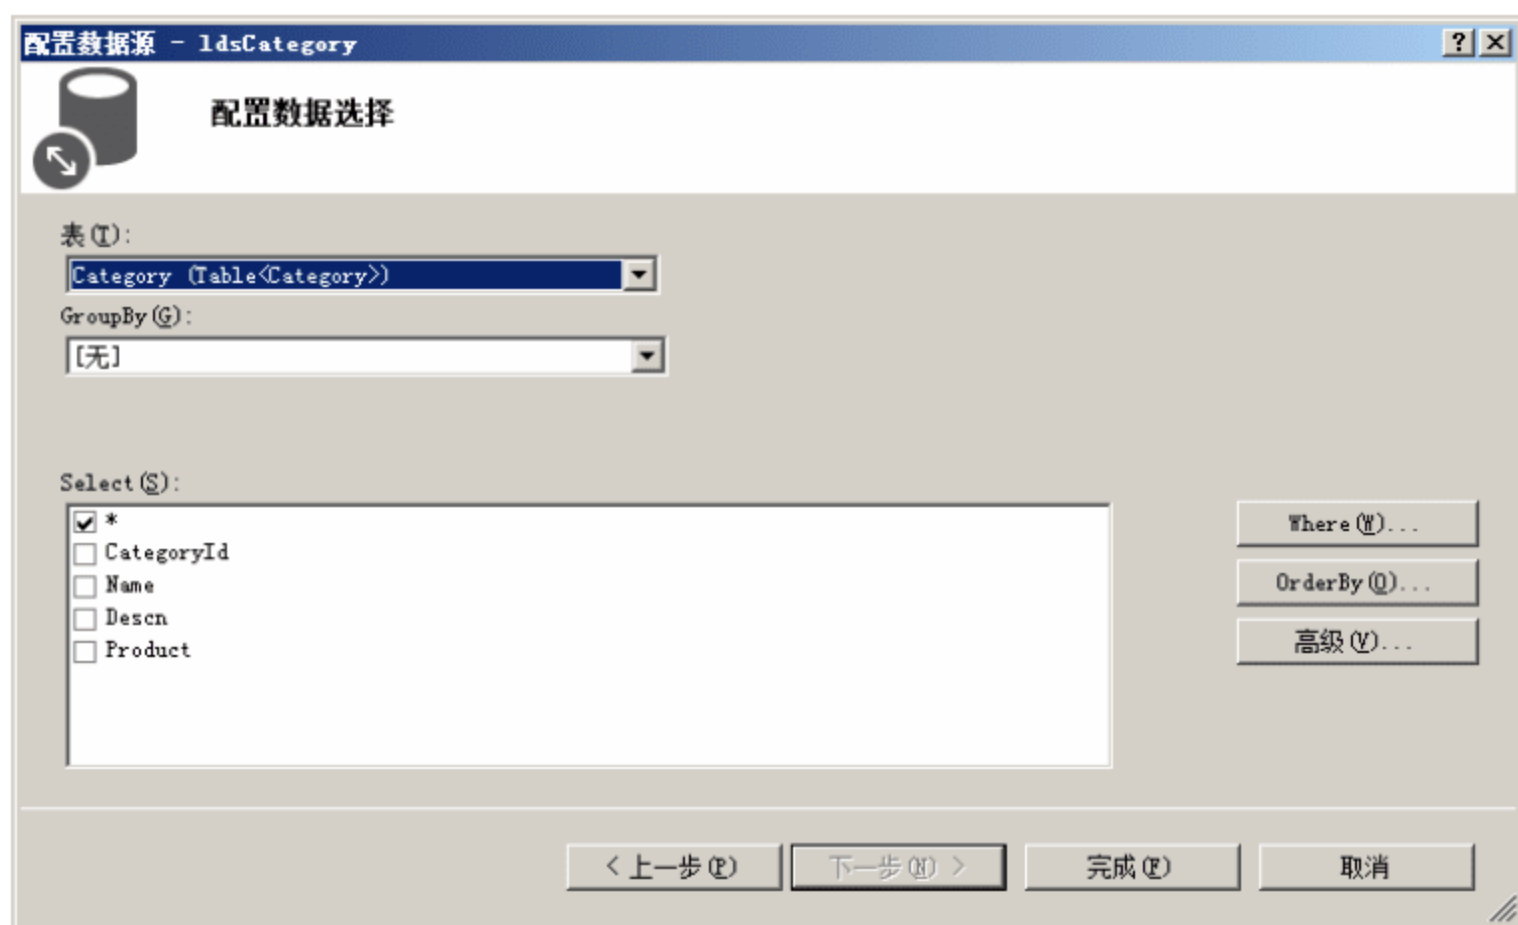 配置数据源 - ldsCategory
配置数据选择
表(T):
Category (Table<Category>)
GroupBy(G):
[无]
Select(S):
*
CategoryId
Name
Descn
Product
Where(W)...
OrderBy(O)...
高级(V)...
< 上一步(P)
下一步(N) >
完成(F)
取消